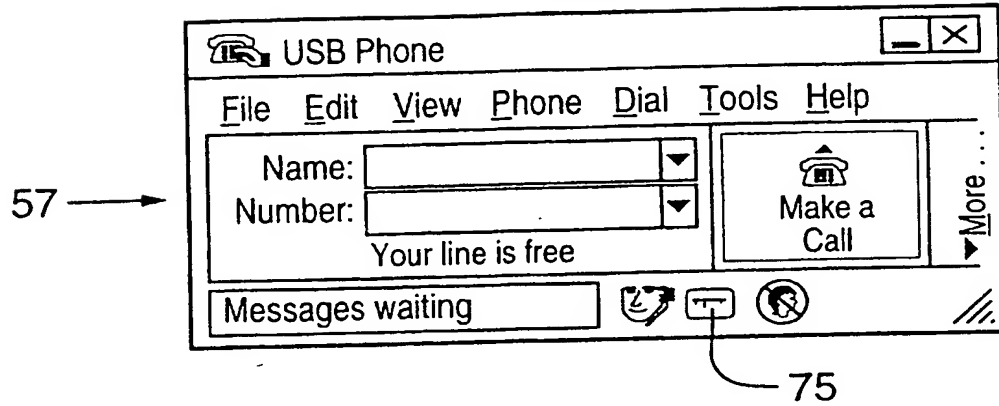 USB Phone
File Edit View Phone Dial Tools Help
Name:
Number:
Your line is free
Make a
Call
More . . . .
57
Messages waiting
75